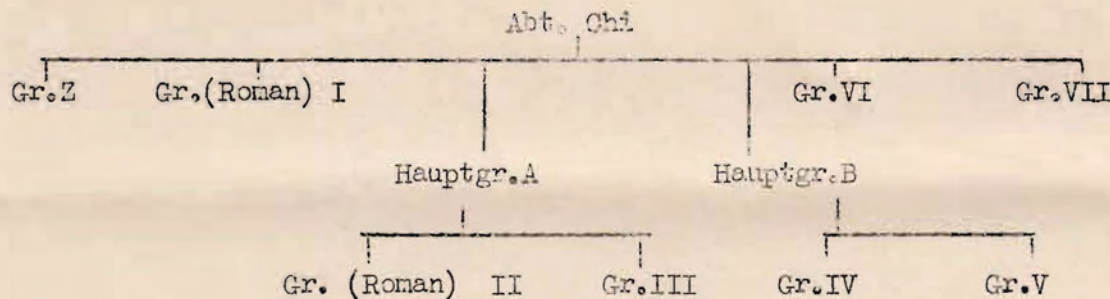 Abt. Chi
Gr.Z Gr.(Roman) I Gr.VI Gr.VII
Hauptgr.A Hauptgr.B
Gr. (Roman) II Gr.III Gr.IV Gr.V